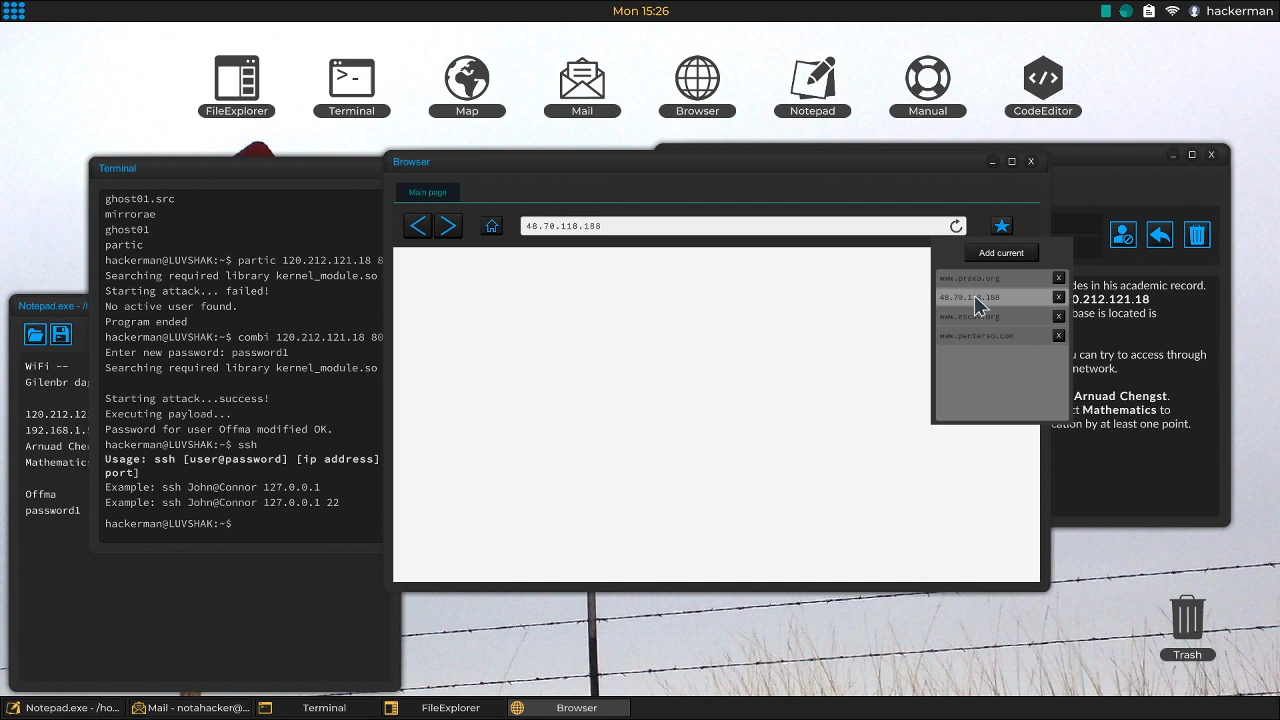 Mon 15:26
hackerman
FileExplorer
Terminal
Map
Mail
Browser
Notepad
Manual
CodeEditor
Terminal
ghost01.src
mirrorae
ghost01
partic
hackerman@LUVSHAK:~$ partic 120.212.121.18 8
Searching required library kernel_module.so
Starting attack... failed!
No active user found.
Program ended
hackerman@LUVSHAK:~$ combi 120.212.121.18 80
Enter new password: password1
Searching required library kernel_module.so
Starting attack...success!
Executing payload...
Password for user Offma modified OK.
hackerman@LUVSHAK:~$ ssh
Usage: ssh [user@password] [ip address]
port]
Example: ssh John@Connor 127.0.0.1
Example: ssh John@Connor 127.0.0.1 22
hackerman@LUVSHAK:~$
Browser
Main page
48.70.118.188
Add current
www.praxa.org
X
X
X
www.penterso.com
X
des in his academic record.
0.212.121.18
base is located is
u can try to access through
network.
Arnuad Chengst.
ct Mathematics to
cation by at least one point.
Notepad.exe - /h
WiFi --
Gilenbr da
120.212.12
192.168.1.
Arnuad Che
Mathematic
Offma
password1
Trash
Notepad.exe - /ho...
Mail - notahacker@...
Terminal
FileExplorer
Browser